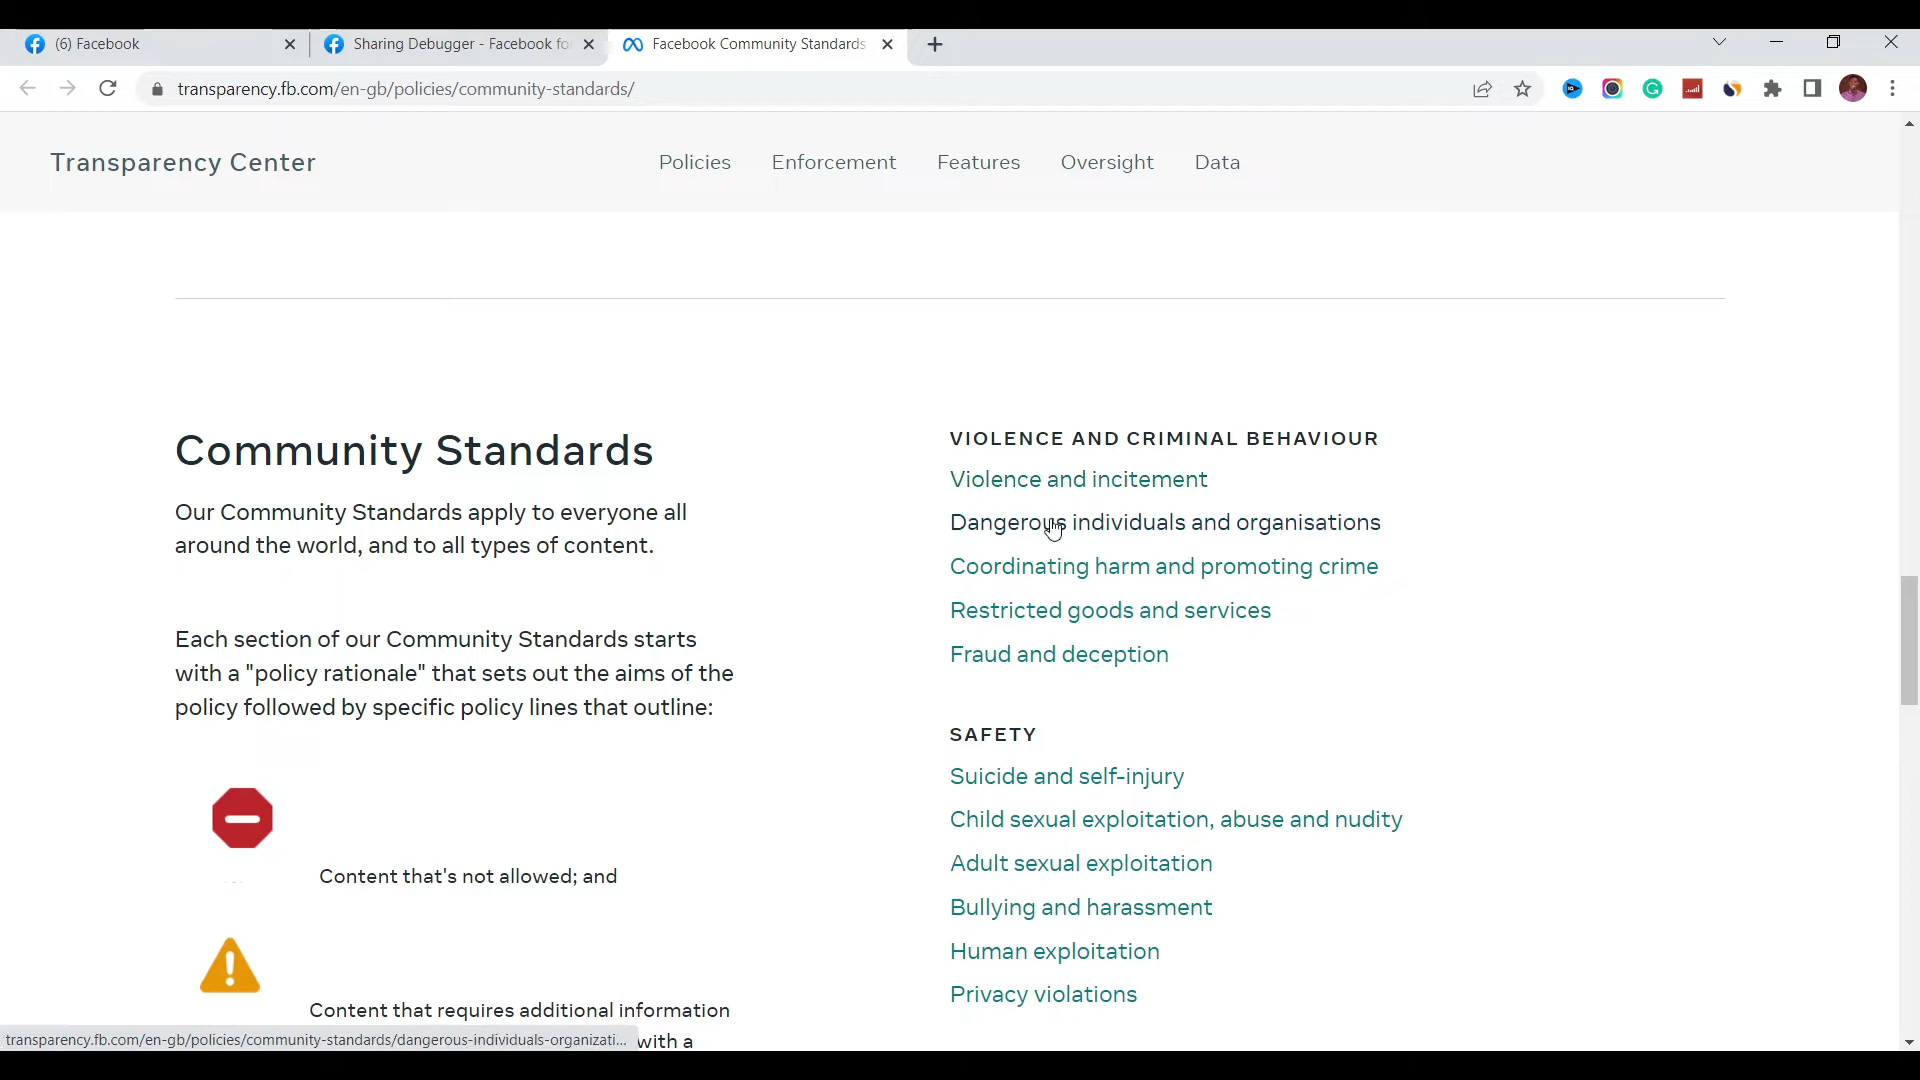 (6) Facebook
Sharing Debugger - Facebook fo
Facebook Community Standards
transparency.fb.com/en-gb/policies/community-standards/
Transparency Center
Policies
Enforcement
Features
Oversight
Data
Community Standards
Our Community Standards apply to everyone all
around the world, and to all types of content.
Each section of our Community Standards starts
with a "policy rationale" that sets out the aims of the
policy followed by specific policy lines that outline:
Content that's not allowed; and
Content that requires additional information
with a
VIOLENCE AND CRIMINAL BEHAVIOUR
Violence and incitement
Dangerous individuals and organisations
Coordinating harm and promoting crime
Restricted goods and services
Fraud and deception
SAFETY
Suicide and self-injury
Child sexual exploitation, abuse and nudity
Adult sexual exploitation
Bullying and harassment
Human exploitation
Privacy violations
transparency.fb.com/en-gb/policies/community-standards/dangerous-individuals-organizati...